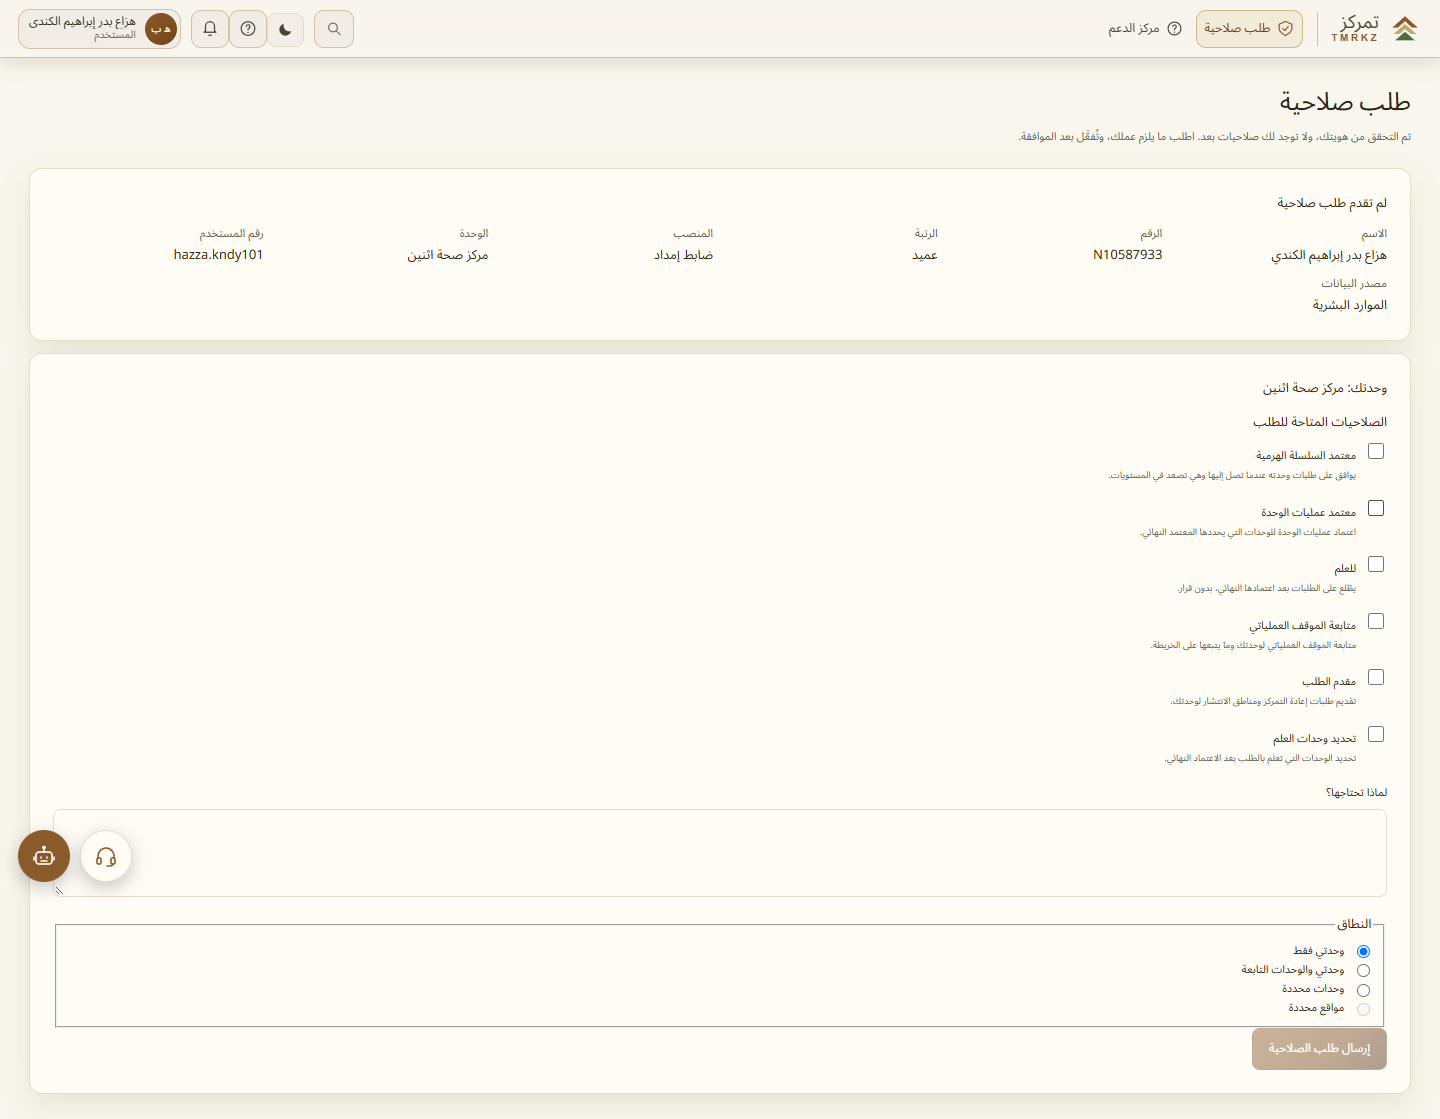 تمركز
TMRKZ
طلب صلاحية
مركز الدعم
ه ب
هزاع بدر إبراهيم الكندي
المستخدم
طلب صلاحية
تم التحقق من هويتك، ولا توجد لك صلاحيات بعد. اطلب ما يلزم عملك، وتُفعَّل بعد الموافقة.
لم تقدم طلب صلاحية
الاسم
هزاع بدر إبراهيم الكندي
الرقم
N10587933
الرتبة
عميد
المنصب
ضابط إمداد
الوحدة
مركز صحة اثنين
رقم المستخدم
hazza.kndy101
مصدر البيانات
الموارد البشرية
وحدتك: مركز صحة اثنين
الصلاحيات المتاحة للطلب
معتمد السلسلة الهرمية
يوافق على طلبات وحدته عندما تصل إليها وهي تصعد في المستويات.
معتمد عمليات الوحدة
اعتماد عمليات الوحدة للوحدات التي يحددها المعتمد النهائي.
للعلم
يطّلع على الطلبات بعد اعتمادها النهائي، بدون قرار.
متابعة الموقف العملياتي
متابعة الموقف العملياتي لوحدتك وما يتبعها على الخريطة.
مقدم الطلب
تقديم طلبات إعادة التمركز ومناطق الانتشار لوحدتك.
تحديد وحدات العلم
تحديد الوحدات التي تعلم بالطلب بعد الاعتماد النهائي.
لماذا تحتاجها؟
النطاق
وحدتي فقط
وحدتي والوحدات التابعة
وحدات محددة
مواقع محددة
إرسال طلب الصلاحية